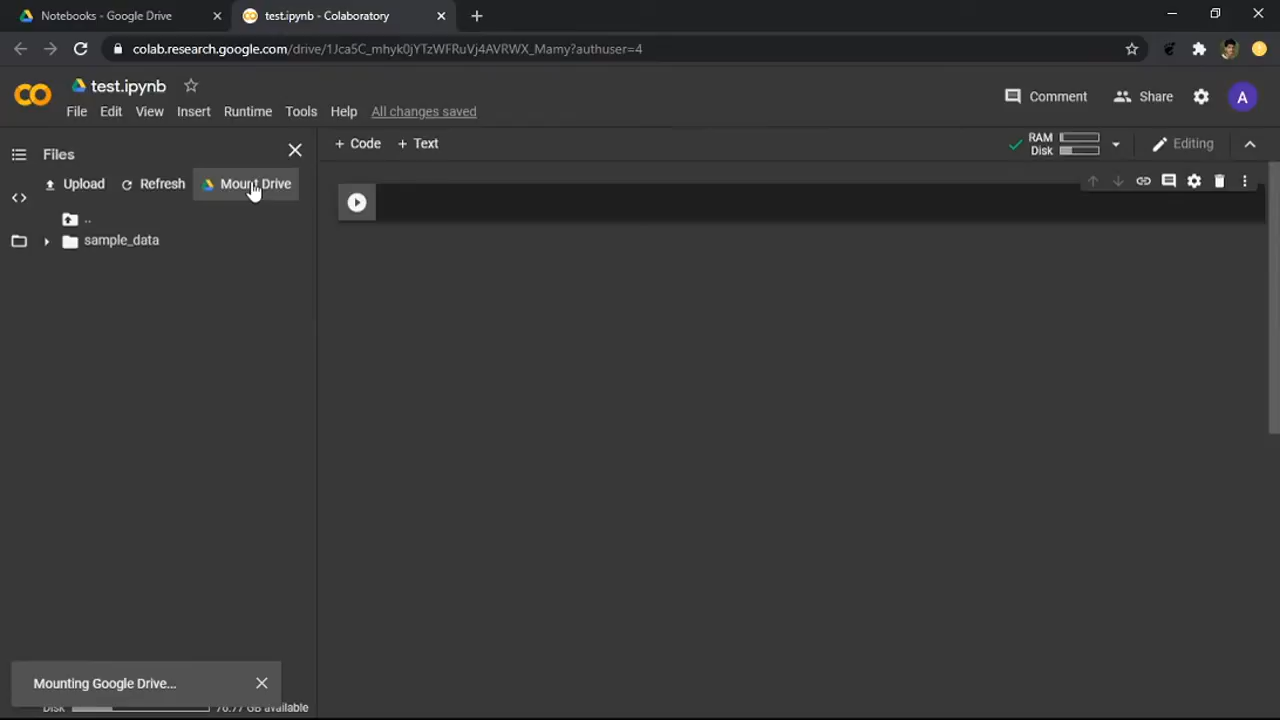 Notebooks - Google Drive
test.ipynb - Colaboratory
colab.research.google.com/drive/1Jca5C_mhyk0jYTzWFRuVj4AVRWX_Mamy?authuser=4
test.ipynb
File Edit View Insert Runtime Tools Help All changes saved
Comment
Share
A
Files
+ Code + Text
RAM
Disk
Editing
Upload Refresh Mount Drive
..
sample_data
Mounting Google Drive...
Disk 76.77 GB available